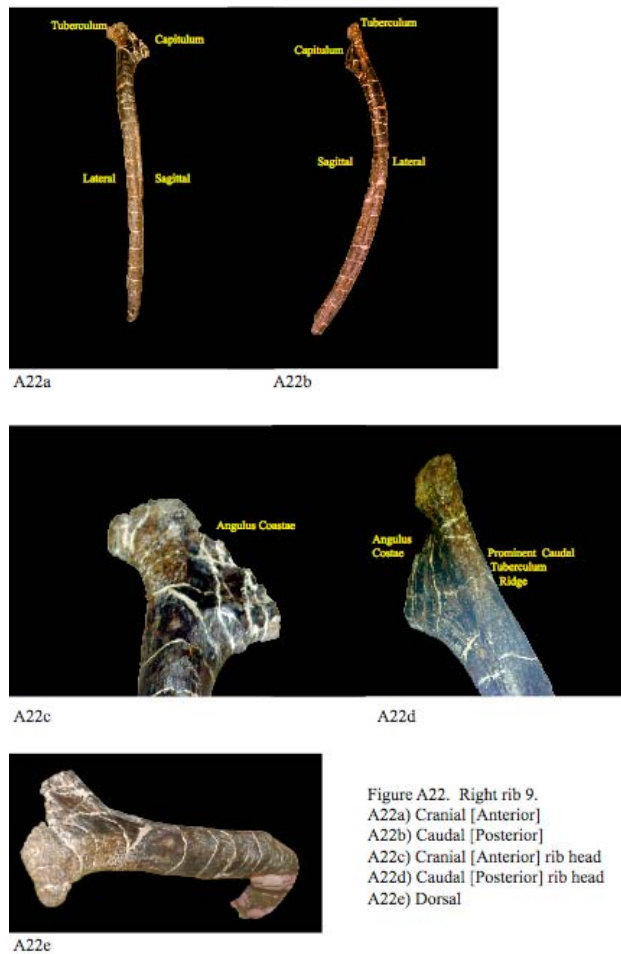 Tuberculum
Capitulum
Lateral
Sagittal
Tuberculum
Capitulum
Sagittal
Lateral
A22a
A22b
Angulus Coastae
Angulus
Costae
Prominent Caudal
Tuberculum
Ridge
A22c
A22d
Figure A22. Right rib 9.
A22a) Cranial [Anterior]
A22b) Caudal [Posterior]
A22c) Cranial [Anterior] rib head
A22d) Caudal [Posterior] rib head
A22e) Dorsal
A22e